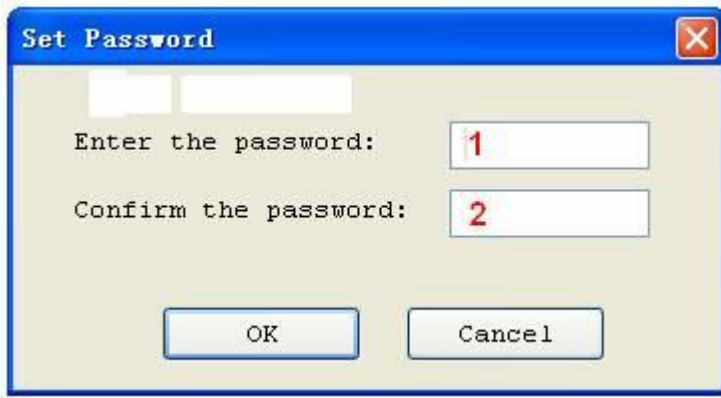 Set Password
Enter the password: 1
Confirm the password: 2
OK Cancel